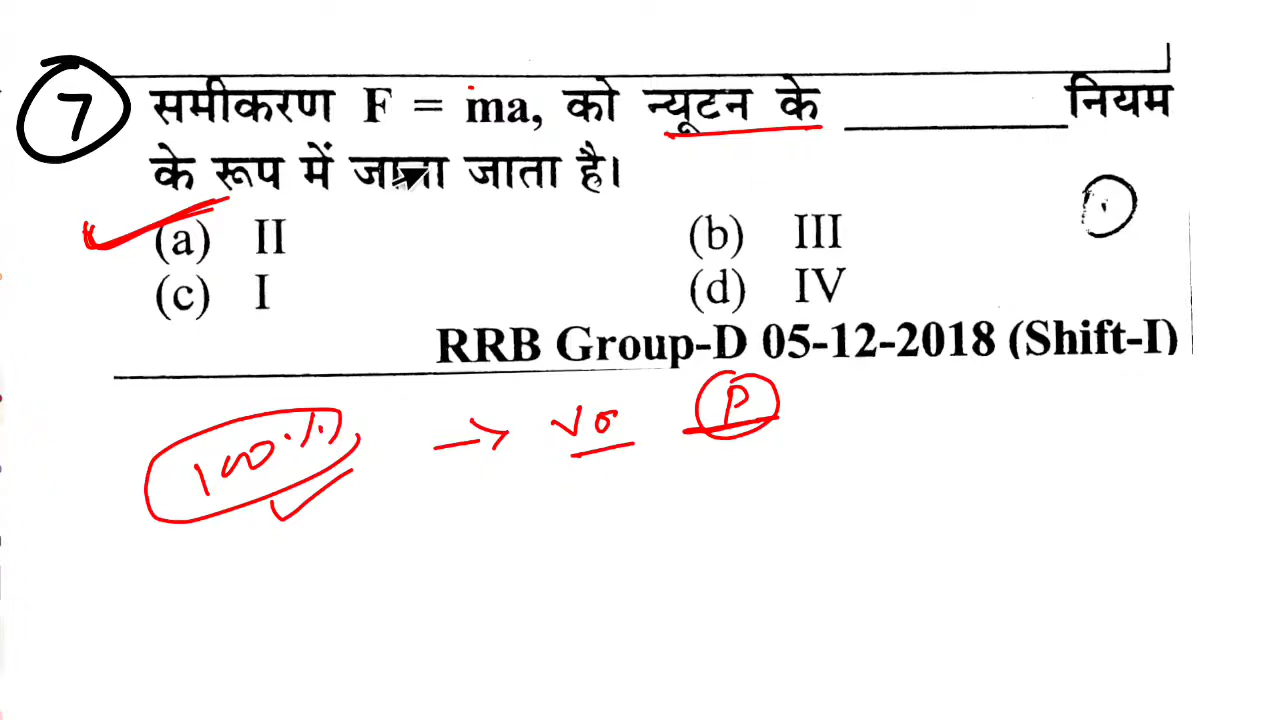 7 समीकरण F = ma, को न्यूटन के ________ नियम
के रूप में जाना जाता है।
(a) II (b) III
(c) I (d) IV
RRB Group-D 05-12-2018 (Shift-I)
100% → P